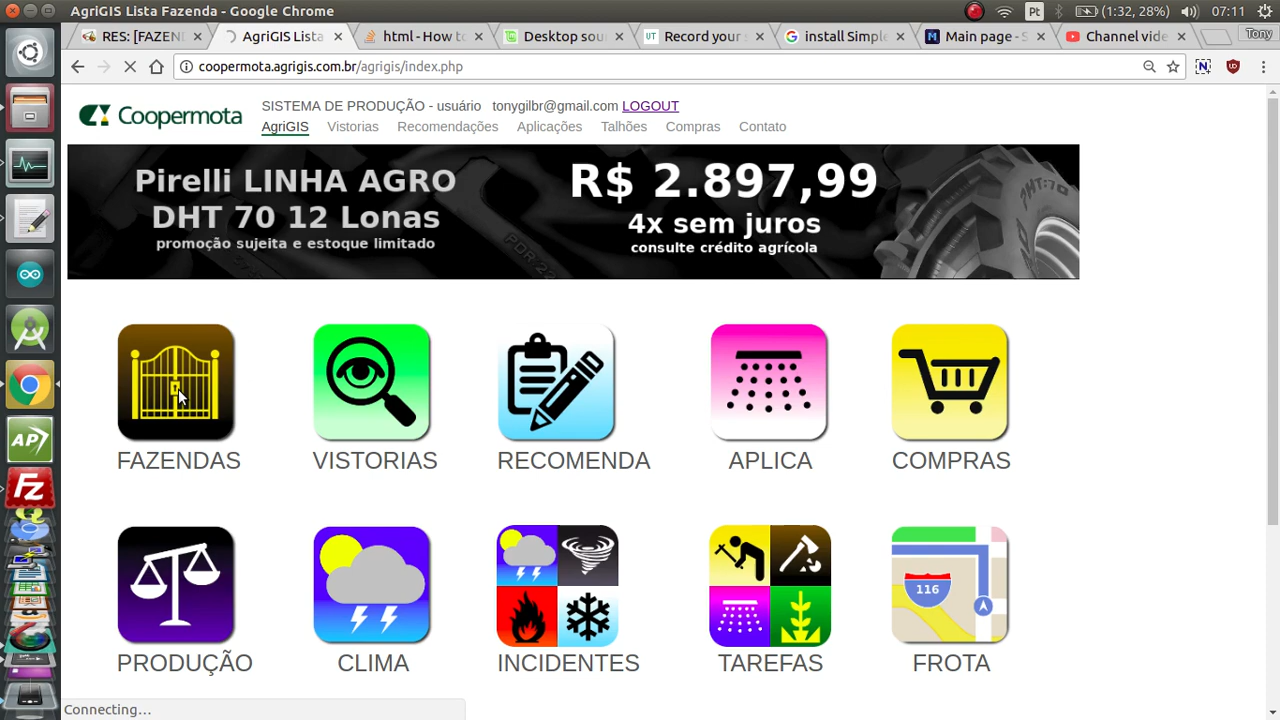 AgriGIS Lista Fazenda - Google Chrome
Pt (1:32, 28%) 07:11
RES: [FAZEN
AgriGIS Lista
html - How to
Desktop sou
UT Record your s
install Simple
Main page - S
Channel vide
Tony
coopermota.agrigis.com.br/agrigis/index.php
Coopermota
SISTEMA DE PRODUÇÃO - usuário tonygilbr@gmail.com LOGOUT
AgriGIS Vistorias Recomendações Aplicações Talhões Compras Contato
Pirelli LINHA AGRO
DHT 70 12 Lonas
promoção sujeita e estoque limitado
R$ 2.897,99
4x sem juros
consulte crédito agrícola
FAZENDAS VISTORIAS RECOMENDA APLICA COMPRAS
116
PRODUÇÃO CLIMA INCIDENTES TAREFAS FROTA
Connecting…